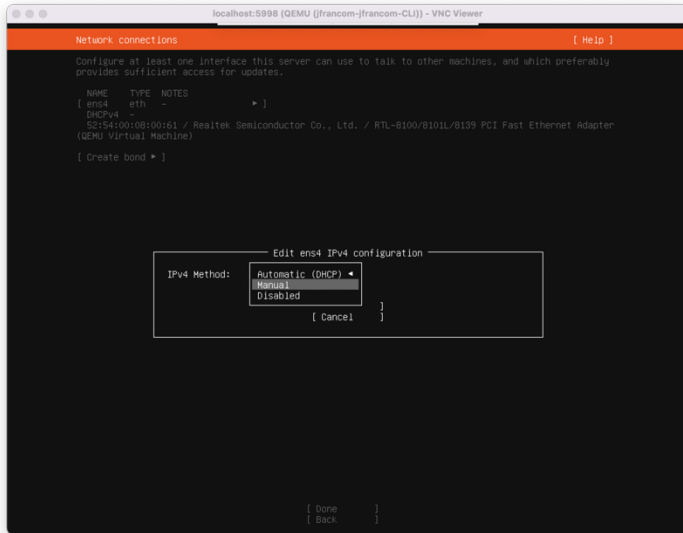 localhost:5998 (QEMU (jfrancom-jfrancom-CLI)) - VNC Viewer
Network connections [ Help ]
Configure at least one interface this server can use to talk to other machines, and which preferably
provides sufficient access for updates.
NAME TYPE NOTES
[ ens4 eth - ▸ ]
DHCPv4 -
52:54:00:08:00:61 / Realtek Semiconductor Co., Ltd. / RTL-8100/8101L/8139 PCI Fast Ethernet Adapter
(QEMU Virtual Machine)
[ Create bond ▸ ]
Edit ens4 IPv4 configuration
IPv4 Method: Automatic (DHCP) ◂
Manual
Disabled
]
[ Cancel ]
[ Done ]
[ Back ]